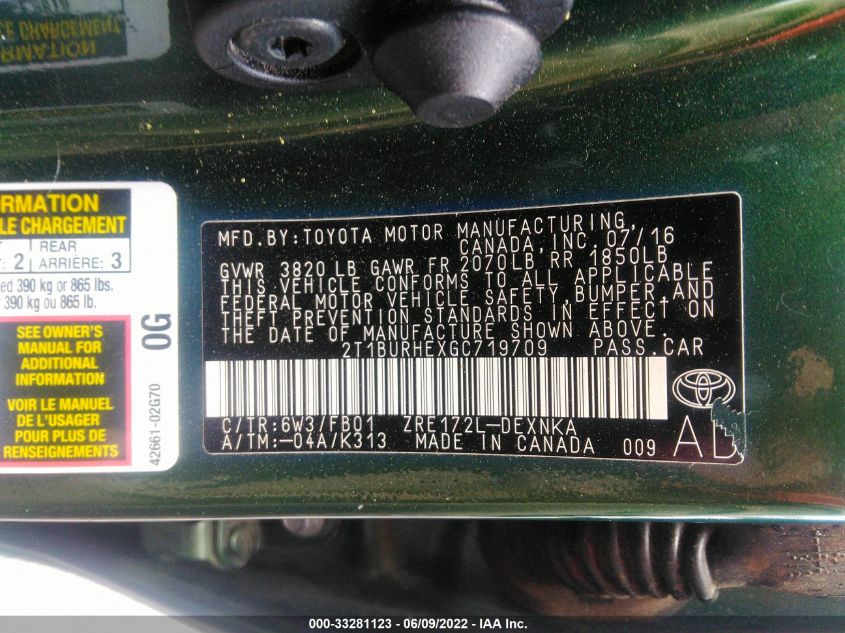 RMATION
LE CHARGEMENT
REAR
: 2 ARRIÈRE: 3
ed 390 kg or 865 lbs.
390 kg ou 865 lb.
SEE OWNER'S
MANUAL FOR
ADDITIONAL
INFORMATION
VOIR LE MANUEL
DE L'USAGER
POUR PLUS DE
RENSEIGNEMENTS
0G
42661-02G70
MFD.BY:TOYOTA MOTOR MANUFACTURING,
CANADA,INC. 07/16
GVWR 3820 LB GAWR FR 2070LB, RR 1850LB
THIS VEHICLE CONFORMS TO ALL APPLICABLE
FEDERAL MOTOR VEHICLE SAFETY,BUMPER,AND
THEFT PREVENTION STANDARDS IN EFFECT ON
THE DATE OF MANUFACTURE SHOWN ABOVE.
2T1BURHEXGC719709 PASS.CAR
C/TR:6W3/FB01 ZRE172L-DEXNKA
A/TM:-04A/K313 MADE IN CANADA 009
000-33281123 - 06/09/2022 - IAA Inc.